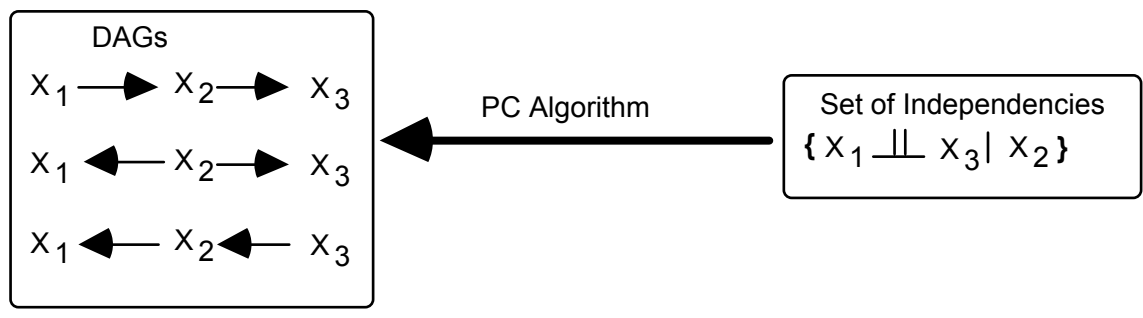 DAGs
X1 X2 X3
X1 X2 X3
X1 X2 X3
PC Algorithm
Set of Independencies
{ X1 ⫫ X3 | X2 }